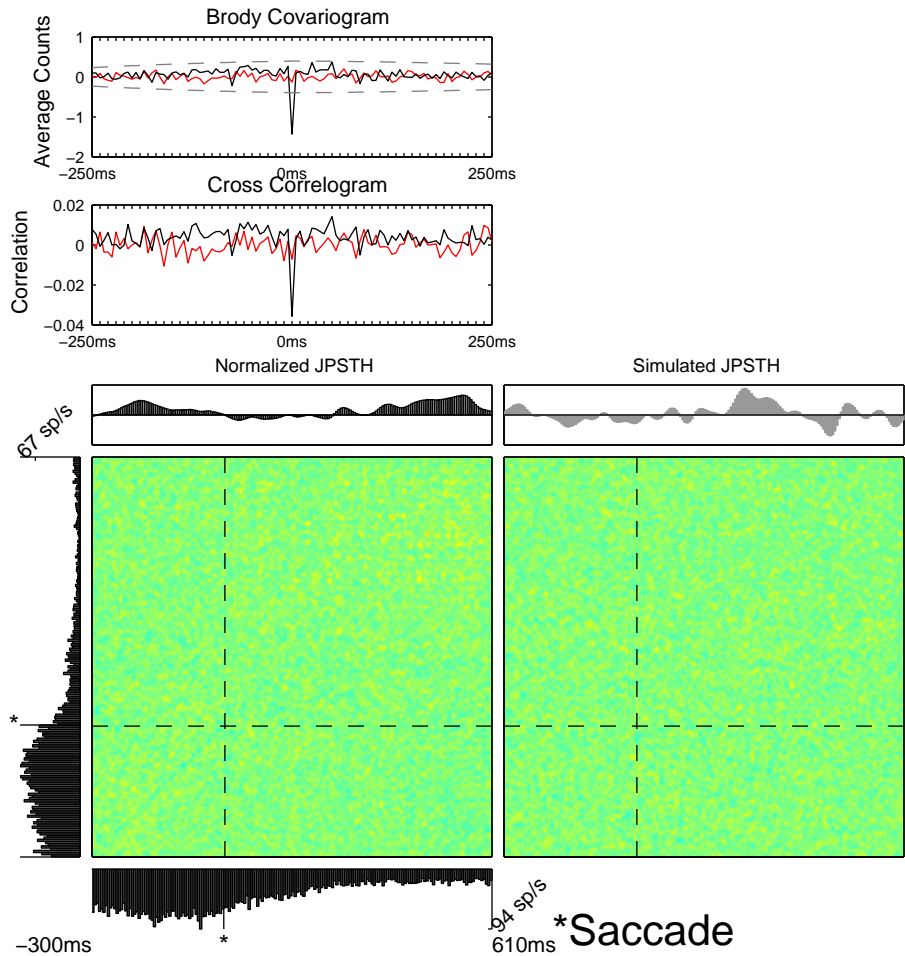 Brody Covariogram
Average Counts
1
0
−1
−2
−250ms
0ms
250ms
Cross Correlogram
Correlation
0.02
0
−0.02
−0.04
−250ms
0ms
250ms
Normalized JPSTH
Simulated JPSTH
67 sp/s
*
*
94 sp/s
−300ms
610ms
*Saccade